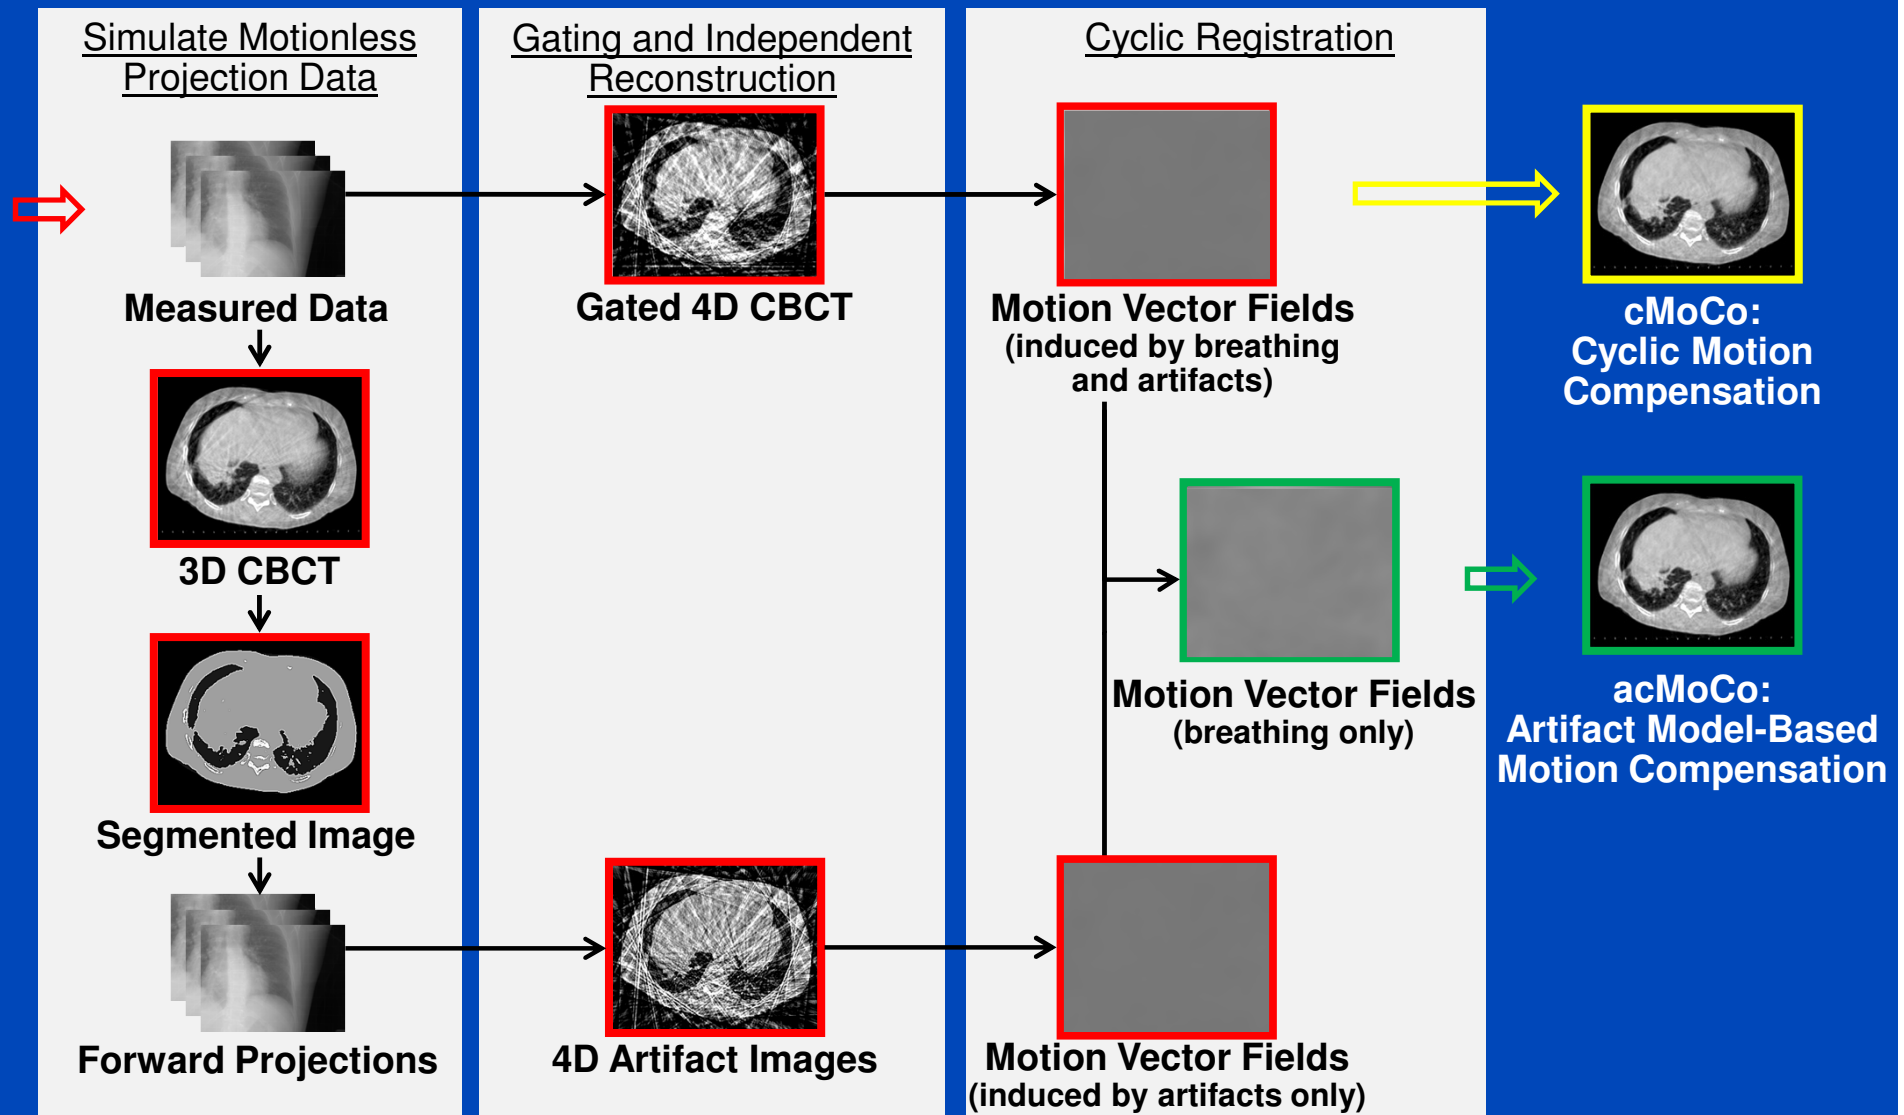 Simulate Motionless
Projection Data
Measured Data
3D CBCT
Segmented Image
Forward Projections
Gating and Independent
Reconstruction
Gated 4D CBCT
4D Artifact Images
Cyclic Registration
Motion Vector Fields
(induced by breathing
and artifacts)
Motion Vector Fields
(breathing only)
Motion Vector Fields
(induced by artifacts only)
cMoCo:
Cyclic Motion
Compensation
acMoCo:
Artifact Model-Based
Motion Compensation